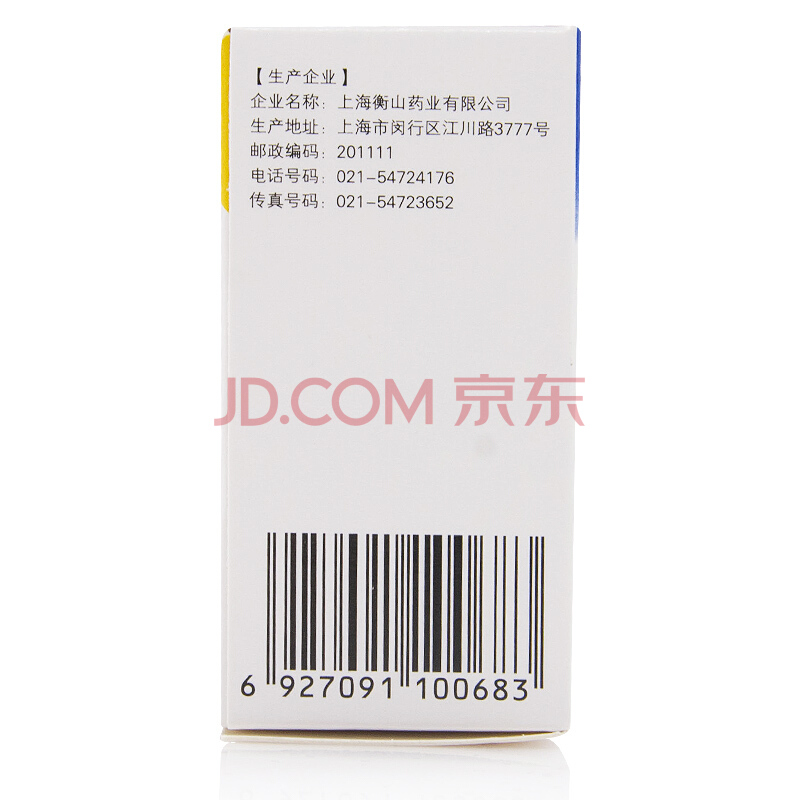 【生产企业】
企业名称：上海衡山药业有限公司
生产地址：上海市闵行区江川路3777号
邮政编码：201111
电话号码：021-54724176
传真号码：021-54723652
JD.COM 京东
6 927091 100683